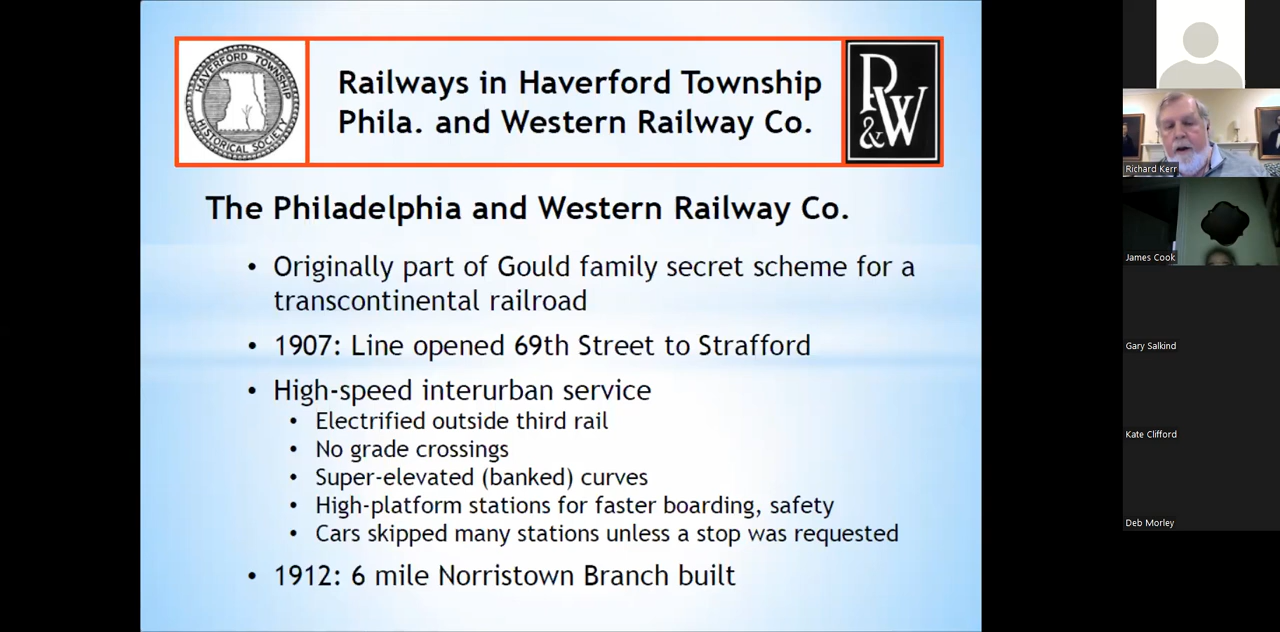 HAVERFORD TOWNSHIP
HISTORICAL SOCIETY
Railways in Haverford Township
Phila. and Western Railway Co.
P&W
The Philadelphia and Western Railway Co.
• Originally part of Gould family secret scheme for a
transcontinental railroad
• 1907: Line opened 69th Street to Strafford
• High-speed interurban service
• Electrified outside third rail
• No grade crossings
• Super-elevated (banked) curves
• High-platform stations for faster boarding, safety
• Cars skipped many stations unless a stop was requested
• 1912: 6 mile Norristown Branch built
Richard Kerr
James Cook
Gary Salkind
Kate Clifford
Deb Morley